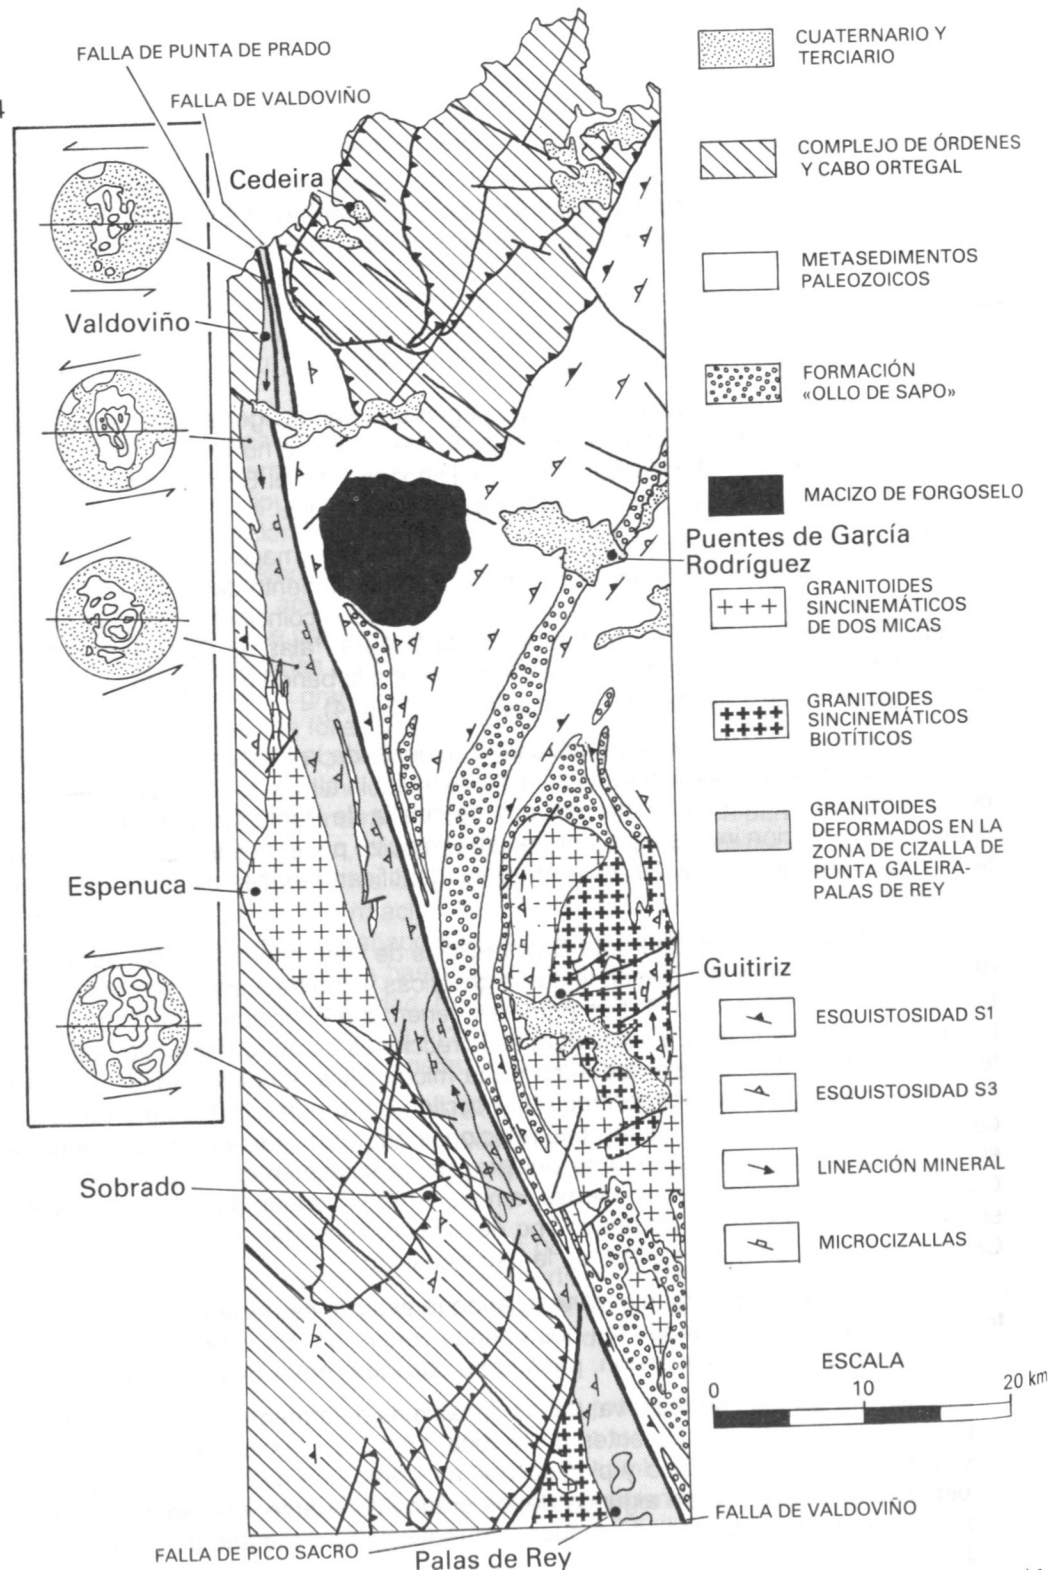 FALLA DE PUNTA DE PRADO
FALLA DE VALDOVIÑO
4
Cedeira
Valdoviño
Espenuca
Sobrado
Puentes de García
Rodríguez
Guitiriz
FALLA DE PICO SACRO
Palas de Rey
FALLA DE VALDOVIÑO
CUATERNARIO Y
TERCIARIO
COMPLEJO DE ÓRDENES
Y CABO ORTEGAL
METASEDIMENTOS
PALEOZOICOS
FORMACIÓN
«OLLO DE SAPO»
MACIZO DE FORGOSELO
GRANITOIDES
SINCINEMÁTICOS
DE DOS MICAS
GRANITOIDES
SINCINEMÁTICOS
BIOTÍTICOS
GRANITOIDES
DEFORMADOS EN LA
ZONA DE CIZALLA DE
PUNTA GALEIRA-
PALAS DE REY
ESQUISTOSIDAD S1
ESQUISTOSIDAD S3
LINEACIÓN MINERAL
MICROCIZALLAS
ESCALA
0 10 20 km